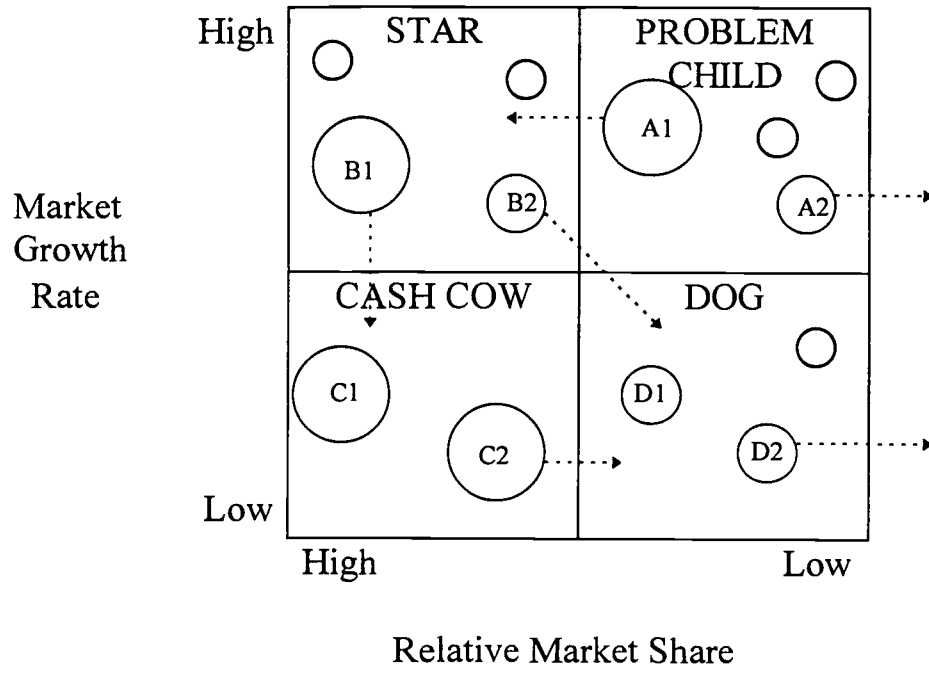 High
STAR
PROBLEM
CHILD
A1
B1
B2
A2
Market
Growth
Rate
CASH COW
DOG
C1
D1
C2
D2
Low
High
Low
Relative Market Share